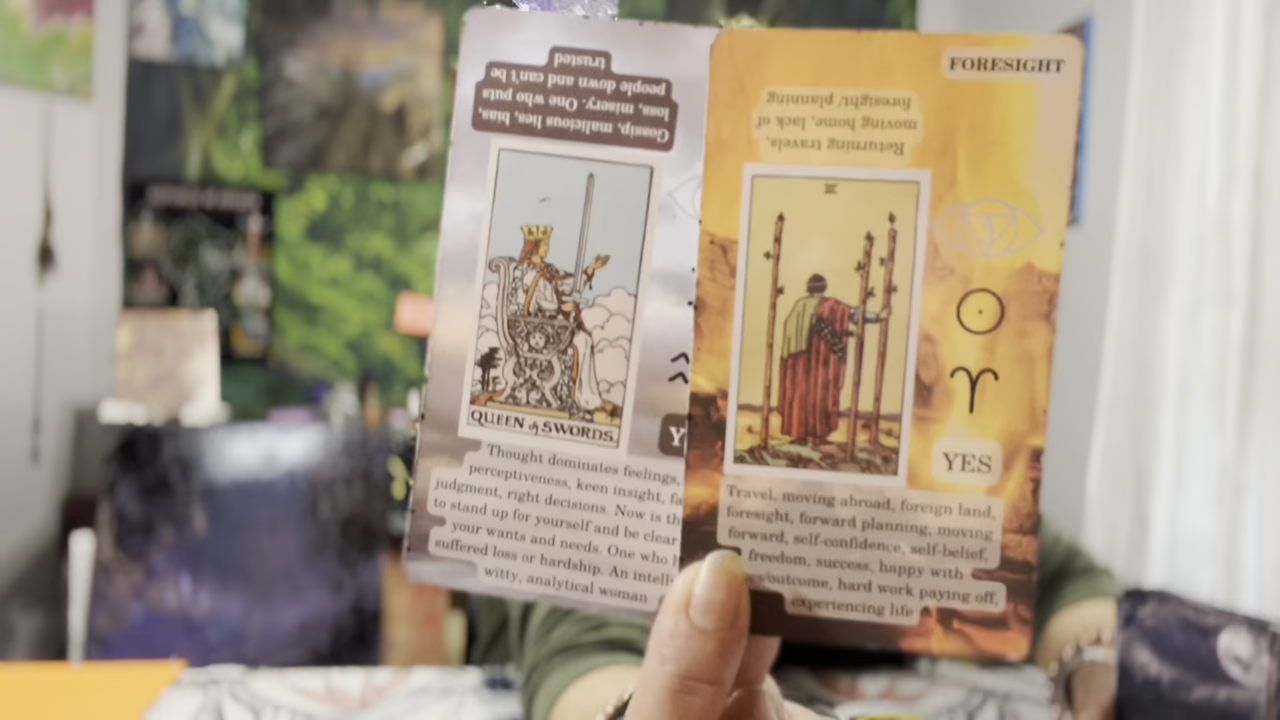 Gossip, malicious lies, bias,
loss, misery. One who puts
people down and can't be
trusted
QUEEN of SWORDS.
Thought dominates feelings,
perceptiveness, keen insight,
judgment, right decisions. Now is
to stand up for yourself and be clear
your wants and needs. One who
suffered loss or hardship. An
witty, analytical woman
FORESIGHT
Returning travels,
moving home, lack of
foresight/ planning
III
YES
Travel, moving abroad, foreign land,
foresight, forward planning, moving
forward, self-confidence, self-belief,
freedom, success, happy with
hard work paying off,
experiencing life